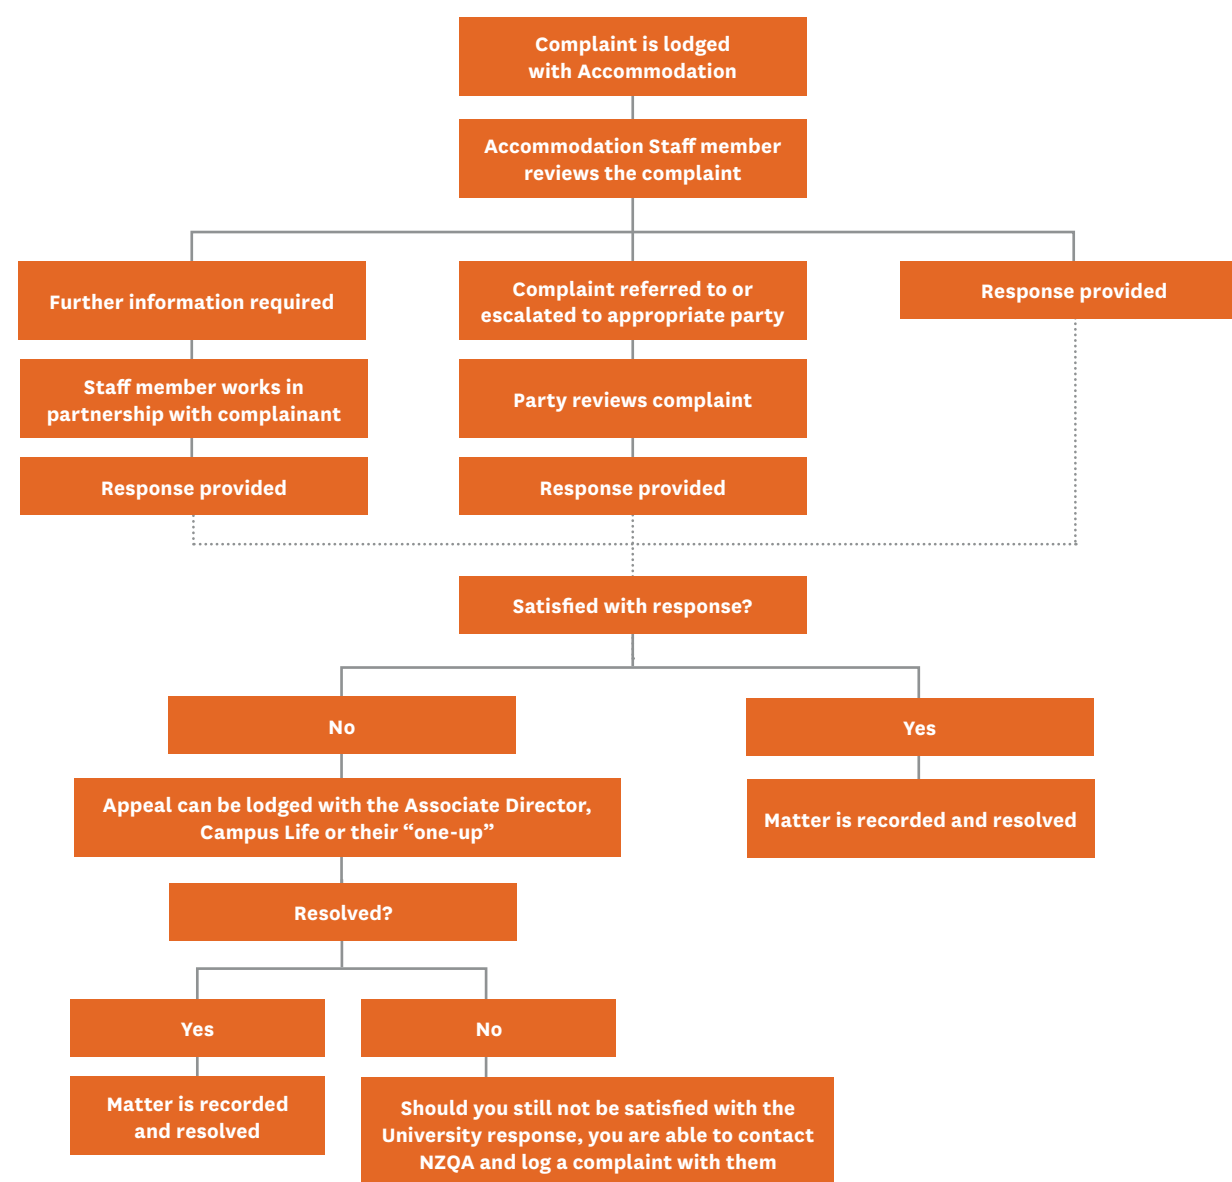 Complaint is lodged
with Accommodation
Accommodation Staff member
reviews the complaint
Further information required
Complaint referred to or
escalated to appropriate party
Response provided
Staff member works in
partnership with complainant
Party reviews complaint
Response provided
Response provided
Satisfied with response?
No
Yes
Appeal can be lodged with the Associate Director,
Campus Life or their “one-up”
Matter is recorded and resolved
Resolved?
Yes
No
Matter is recorded
and resolved
Should you still not be satisfied with the
University response, you are able to contact
NZQA and log a complaint with them